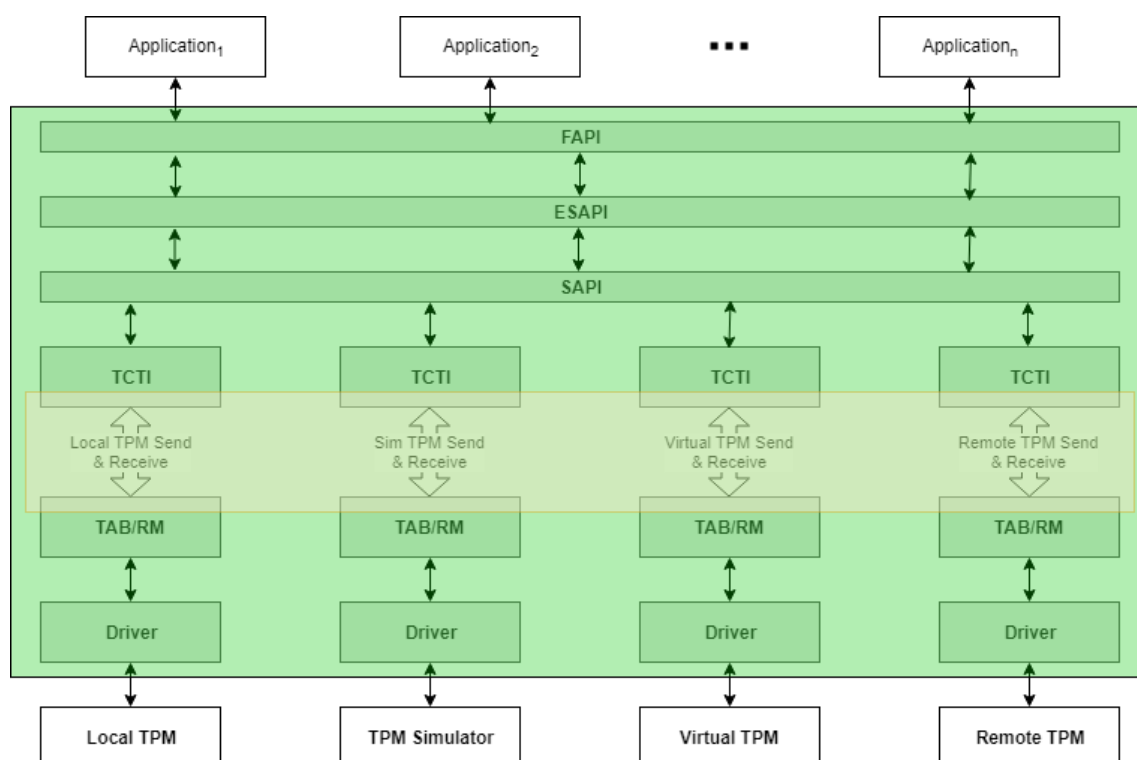 Application1
Application2
...
Applicationn
FAPI
ESAPI
SAPI
TCTI
TCTI
TCTI
TCTI
Local TPM Send
& Receive
Sim TPM Send
& Receive
Virtual TPM Send
& Receive
Remote TPM Send
& Receive
TAB/RM
TAB/RM
TAB/RM
TAB/RM
Driver
Driver
Driver
Driver
Local TPM
TPM Simulator
Virtual TPM
Remote TPM